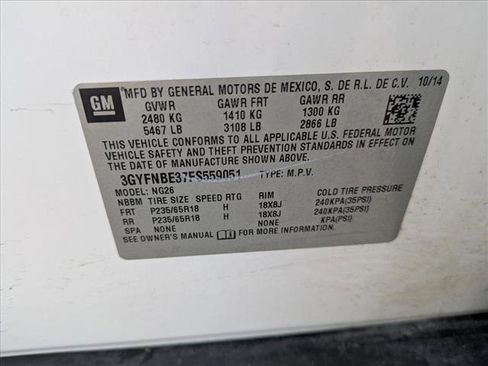 GM
MFD BY GENERAL MOTORS DE MEXICO, S. DE R.L. DE C.V. 10/14
GVWR GAWR FRT GAWR RR
2480 KG 1410 KG 1300 KG
5467 LB 3108 LB 2866 LB
THIS VEHICLE CONFORMS TO ALL APPLICABLE U.S. FEDERAL
MOTOR VEHICLE SAFETY AND THEFT PREVENTION STANDARDS IN EFFECT ON
THE DATE OF MANUFACTURE SHOWN ABOVE.
3GYFNBE37FS559051 TYPE: M.P.V.
MODEL: NG26
NBBM TIRE SIZE SPEED RTG RIM COLD TIRE PRESSURE
FRT P235/65R18 H 18X8J 240KPA(35PSI)
RR P235/65R18 H 18X8J 240KPA(35PSI)
SPA NONE NONE KPA(PSI)
SEE OWNER'S MANUAL FOR MORE INFORMATION.